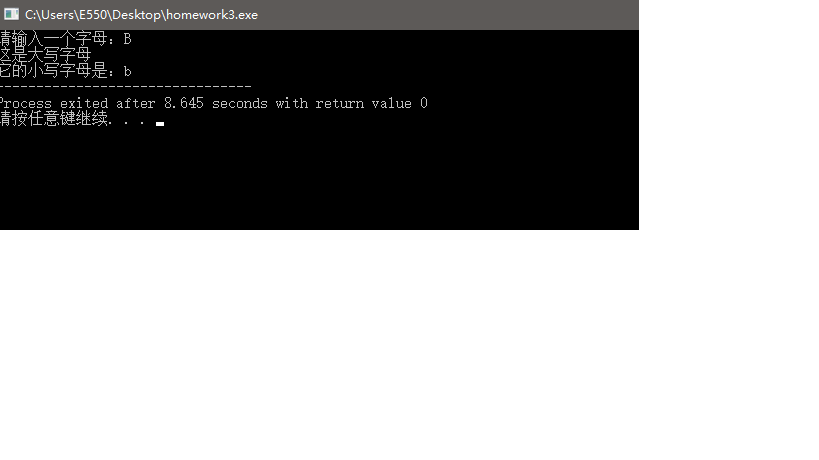 C:\Users\E550\Desktop\homework3.exe
请输入一个字母：B
这是大写字母
它的小写字母是：b
--------------------------------
Process exited after 8.645 seconds with return value 0
请按任意键继续. . .